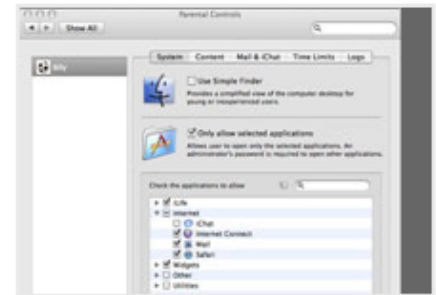 Parental Controls
Show All
Billy
System Content Mail & iChat Time Limits Logs
Use Simple Finder
Provides a simplified view of the computer desktop for
young or inexperienced users.
Only allow selected applications
Allows user to open only the selected applications. An
administrator's password is required to open other applications.
Check the applications to allow
iLife
Internet
iChat
Internet Connect
Mail
Safari
Widgets
Other
Utilities